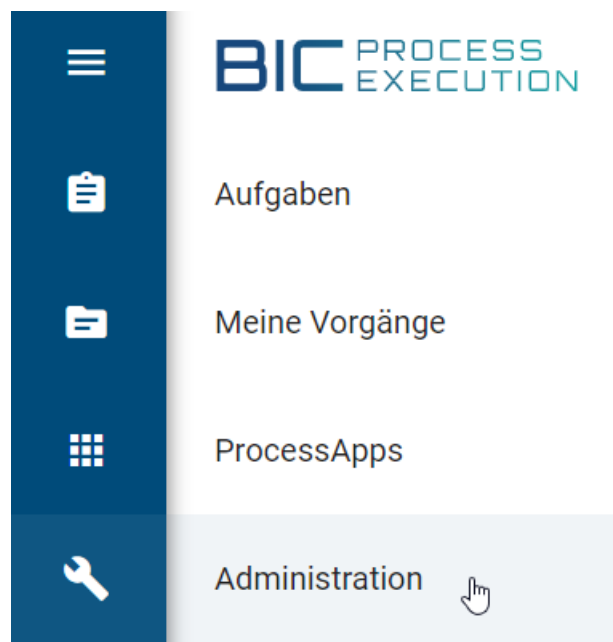 BIC PROCESS
EXECUTION
Aufgaben
Meine Vorgänge
ProcessApps
Administration